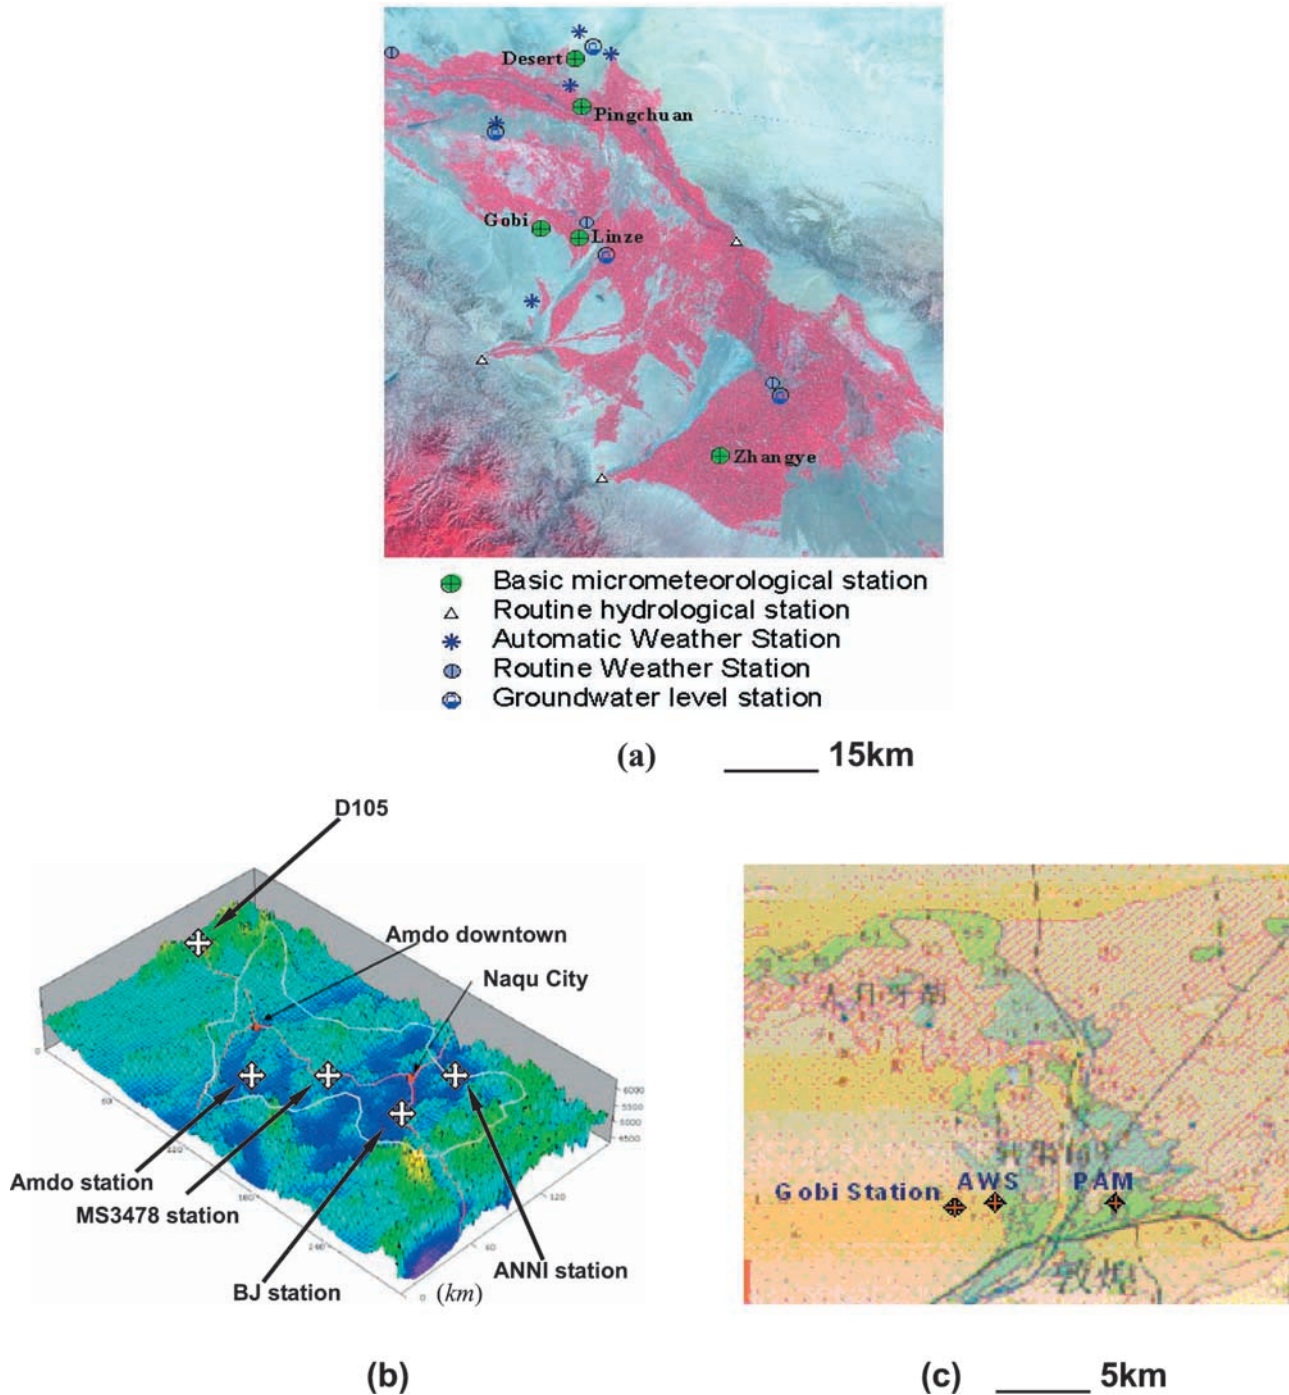 Desert
Pingchuan
Gobi
Linze
Zhangye
Basic micrometeorological station
Routine hydrological station
Automatic Weather Station
Routine Weather Station
Groundwater level station
(a) 15km
D105
Amdo downtown
Naqu City
6000
5500
5000
4500
0
120
180
240
120
60
0
(km)
Amdo station
MS3478 station
BJ station
ANNI station
(b)
AWS
PAM
Gobi Station
(c) 5km